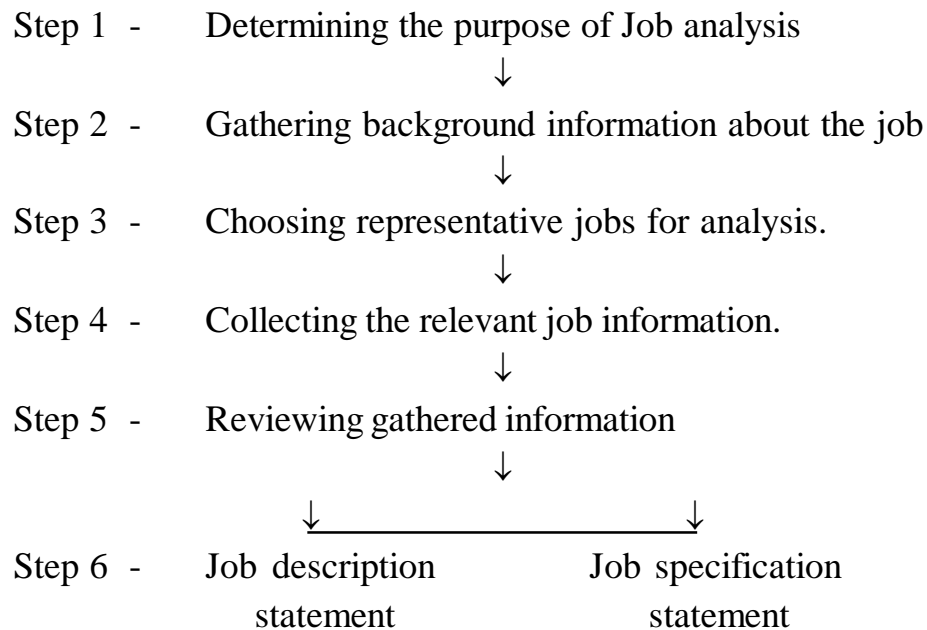 Step 1 - Determining the purpose of Job analysis
↓
Step 2 - Gathering background information about the job
↓
Step 3 - Choosing representative jobs for analysis.
↓
Step 4 - Collecting the relevant job information.
↓
Step 5 - Reviewing gathered information
↓
↓ ↓
Step 6 - Job description Job specification
statement statement